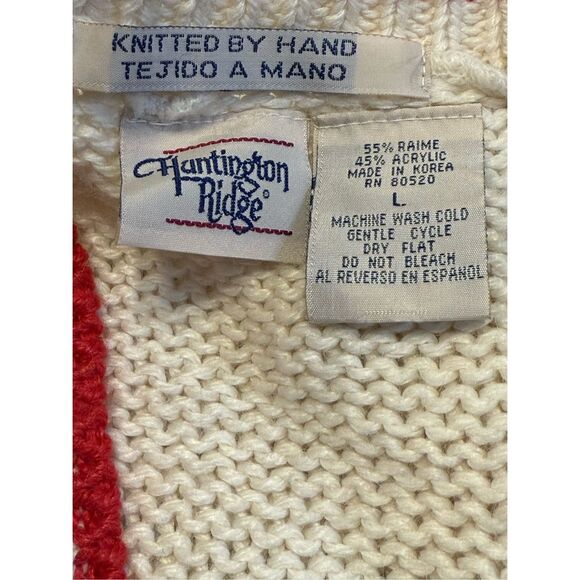 KNITTED BY HAND
TEJIDO A MANO
Huntington
Ridge®
55% RAIME
45% ACRYLIC
MADE IN KOREA
RN 80520
L
MACHINE WASH COLD
GENTLE CYCLE
DRY FLAT
DO NOT BLEACH
AL REVERSO EN ESPANOL